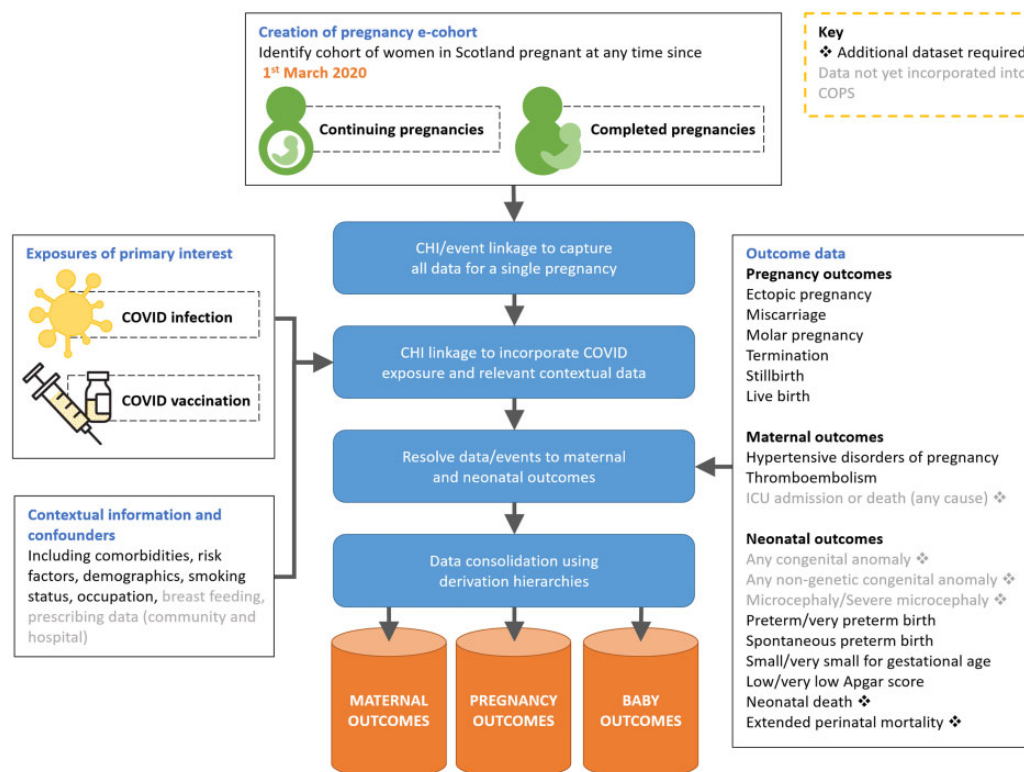 Creation of pregnancy e-cohort
Identify cohort of women in Scotland pregnant at any time since
1st March 2020
Continuing pregnancies
Completed pregnancies
Key
❖ Additional dataset required
Data not yet incorporated into
COPS
Exposures of primary interest
COVID infection
COVID vaccination
Contextual information and
confounders
Including comorbidities, risk
factors, demographics, smoking
status, occupation, breast feeding,
prescribing data (community and
hospital)
CHI/event linkage to capture
all data for a single pregnancy
CHI linkage to incorporate COVID
exposure and relevant contextual data
Resolve data/events to maternal
and neonatal outcomes
Data consolidation using
derivation hierarchies
MATERNAL
OUTCOMES
PREGNANCY
OUTCOMES
BABY
OUTCOMES
Outcome data
Pregnancy outcomes
Ectopic pregnancy
Miscarriage
Molar pregnancy
Termination
Stillbirth
Live birth
Maternal outcomes
Hypertensive disorders of pregnancy
Thromboembolism
ICU admission or death (any cause) ❖
Neonatal outcomes
Any congenital anomaly ❖
Any non-genetic congenital anomaly ❖
Microcephaly/Severe microcephaly ❖
Preterm/very preterm birth
Spontaneous preterm birth
Small/very small for gestational age
Low/very low Apgar score
Neonatal death ❖
Extended perinatal mortality ❖